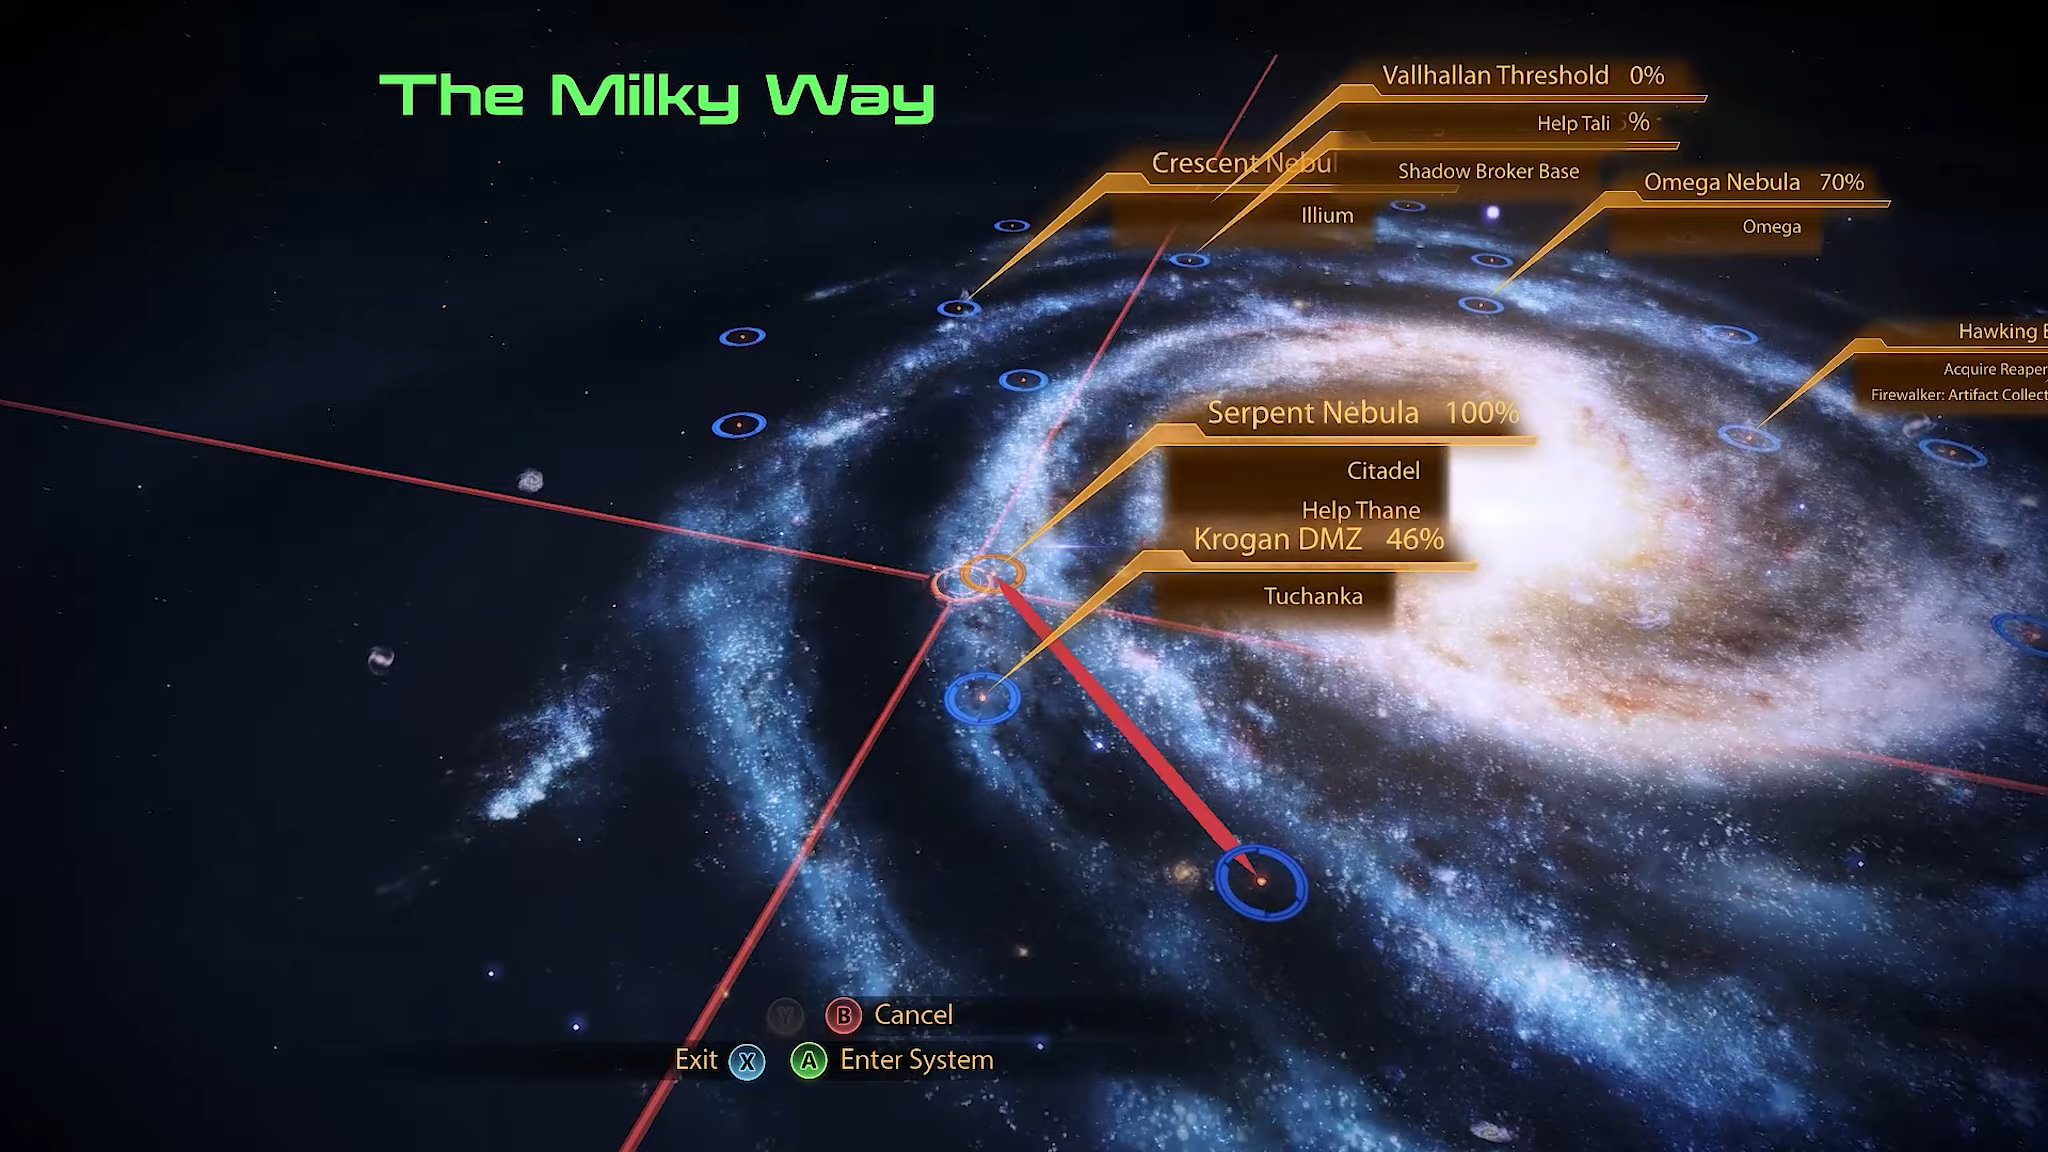 The Milky Way
Vallhallan Threshold 0%
Help Tali %
Shadow Broker Base
Crescent Nebul
Illium
Omega Nebula 70%
Omega
Hawking
Acquire Reaper
Firewalker: Artifact Collect
Serpent Nebula 100%
Citadel
Help Thane
Krogan DMZ 46%
Tuchanka
Y B Cancel
Exit X A Enter System